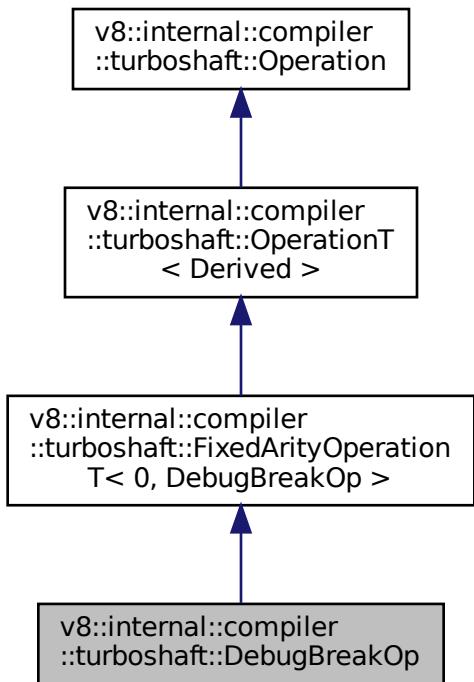 v8::internal::compiler
::turboshaft::Operation
v8::internal::compiler
::turboshaft::OperationT
< Derived >
v8::internal::compiler
::turboshaft::FixedArityOperation
T< 0, DebugBreakOp >
v8::internal::compiler
::turboshaft::DebugBreakOp